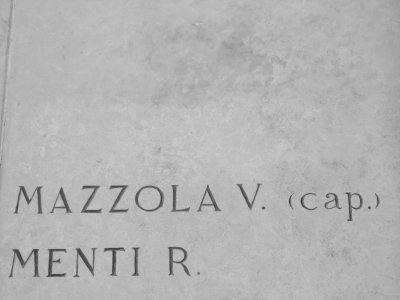 MAZZOLA V. (cap.)
MENTI R.